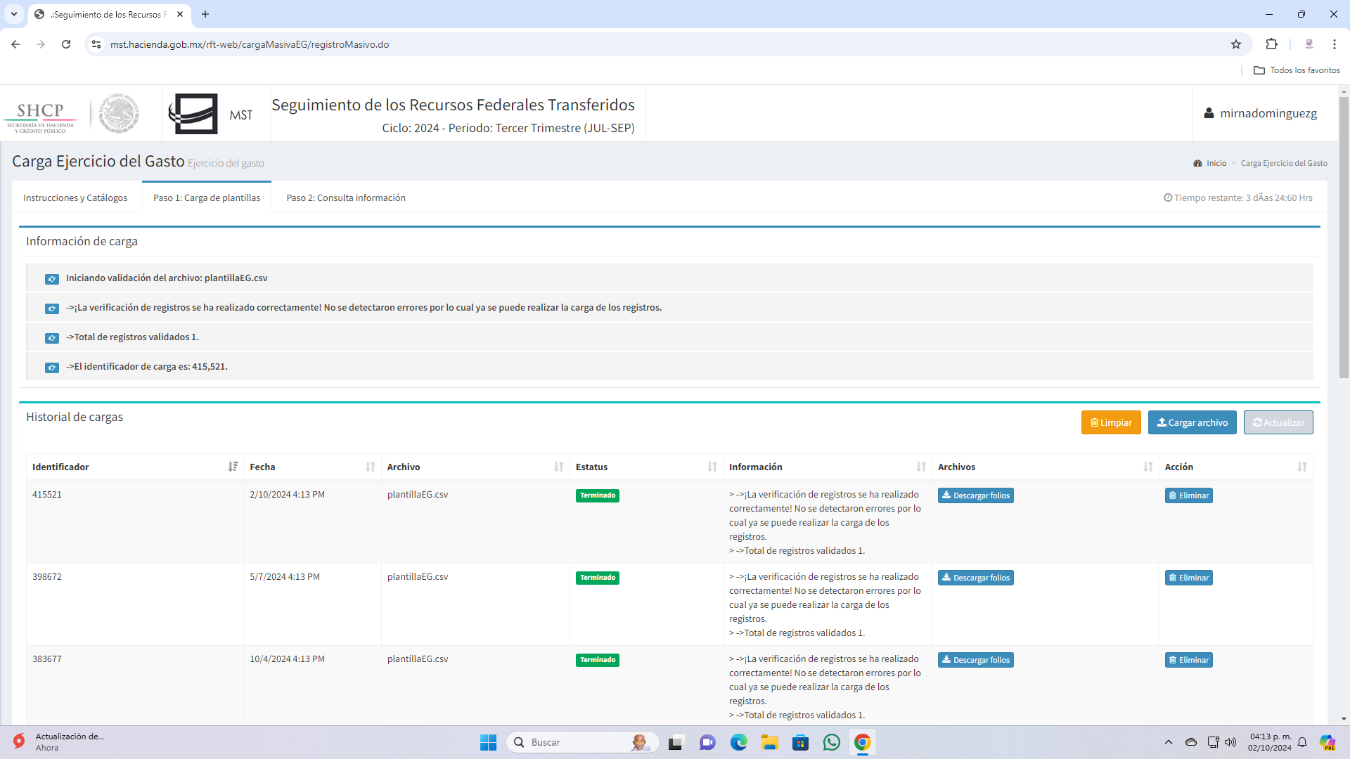 .:Seguimiento de los Recursos F
mst.hacienda.gob.mx/rft-web/cargaMasivaEG/registroMasivo.do
Todos los favoritos
SHCP
SECRETARÍA DE HACIENDA
Y CRÉDITO PÚBLICO
MST
Seguimiento de los Recursos Federales Transferidos
Ciclo: 2024 - Periodo: Tercer Trimestre (JUL-SEP)
mirnadominguezg
Carga Ejercicio del Gasto Ejercicio del gasto
Inicio > Carga Ejercicio del Gasto
Instrucciones y Catálogos Paso 1: Carga de plantillas Paso 2: Consulta información
Tiempo restante: 3 dÃas 24:60 Hrs
Información de carga
Iniciando validación del archivo: plantillaEG.csv
->¡La verificación de registros se ha realizado correctamente! No se detectaron errores por lo cual ya se puede realizar la carga de los registros.
->Total de registros validados 1.
->El identificador de carga es: 415,521.
Historial de cargas
Limpiar Cargar archivo Actualizar
Identificador Fecha Archivo Estatus Información Archivos Acción
415521 2/10/2024 4:13 PM plantillaEG.csv Terminado > ->¡La verificación de registros se ha realizado Descargar folios Eliminar
correctamente! No se detectaron errores por lo
cual ya se puede realizar la carga de los
registros.
> ->Total de registros validados 1.
398672 5/7/2024 4:13 PM plantillaEG.csv Terminado > ->¡La verificación de registros se ha realizado Descargar folios Eliminar
correctamente! No se detectaron errores por lo
cual ya se puede realizar la carga de los
registros.
> ->Total de registros validados 1.
383677 10/4/2024 4:13 PM plantillaEG.csv Terminado > ->¡La verificación de registros se ha realizado Descargar folios Eliminar
correctamente! No se detectaron errores por lo
cual ya se puede realizar la carga de los
registros.
> ->Total de registros validados 1.
Actualización de...
Ahora
Buscar
04:13 p. m.
02/10/2024
PRE